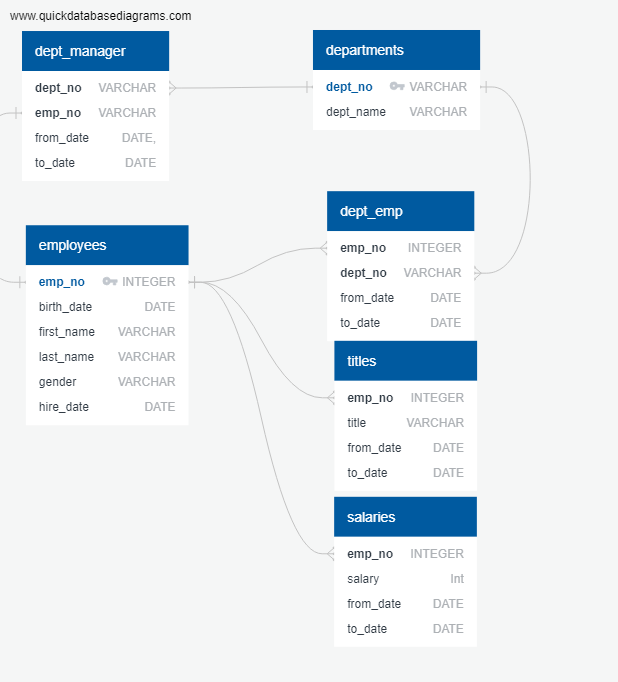 www.quickdatabasediagrams.com
dept_manager
dept_no VARCHAR
emp_no VARCHAR
from_date DATE,
to_date DATE
departments
dept_no VARCHAR
dept_name VARCHAR
employees
emp_no INTEGER
birth_date DATE
first_name VARCHAR
last_name VARCHAR
gender VARCHAR
hire_date DATE
dept_emp
emp_no INTEGER
dept_no VARCHAR
from_date DATE
to_date DATE
titles
emp_no INTEGER
title VARCHAR
from_date DATE
to_date DATE
salaries
emp_no INTEGER
salary Int
from_date DATE
to_date DATE